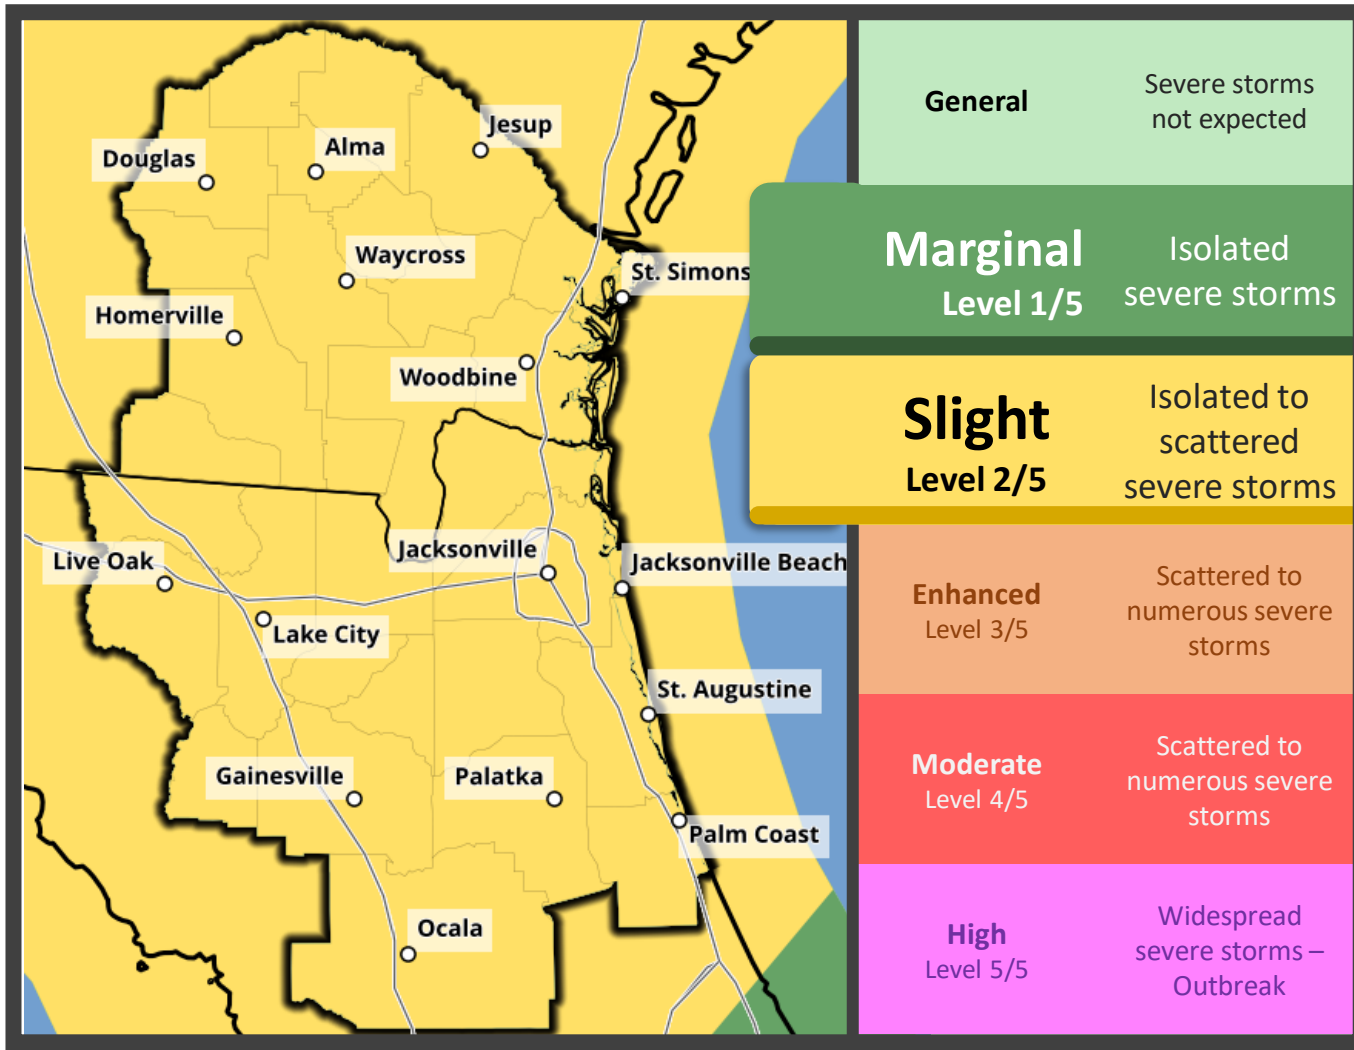 Jesup
Alma
Douglas
Waycross
St. Simons
Homerville
Woodbine
Jacksonville
Live Oak
Jacksonville Beach
Lake City
St. Augustine
Gainesville
Palatka
Palm Coast
Ocala
General
Severe storms
not expected
Marginal
Level 1/5
Isolated
severe storms
Slight
Level 2/5
Isolated to
scattered
severe storms
Enhanced
Level 3/5
Scattered to
numerous severe
storms
Moderate
Level 4/5
Scattered to
numerous severe
storms
High
Level 5/5
Widespread
severe storms –
Outbreak